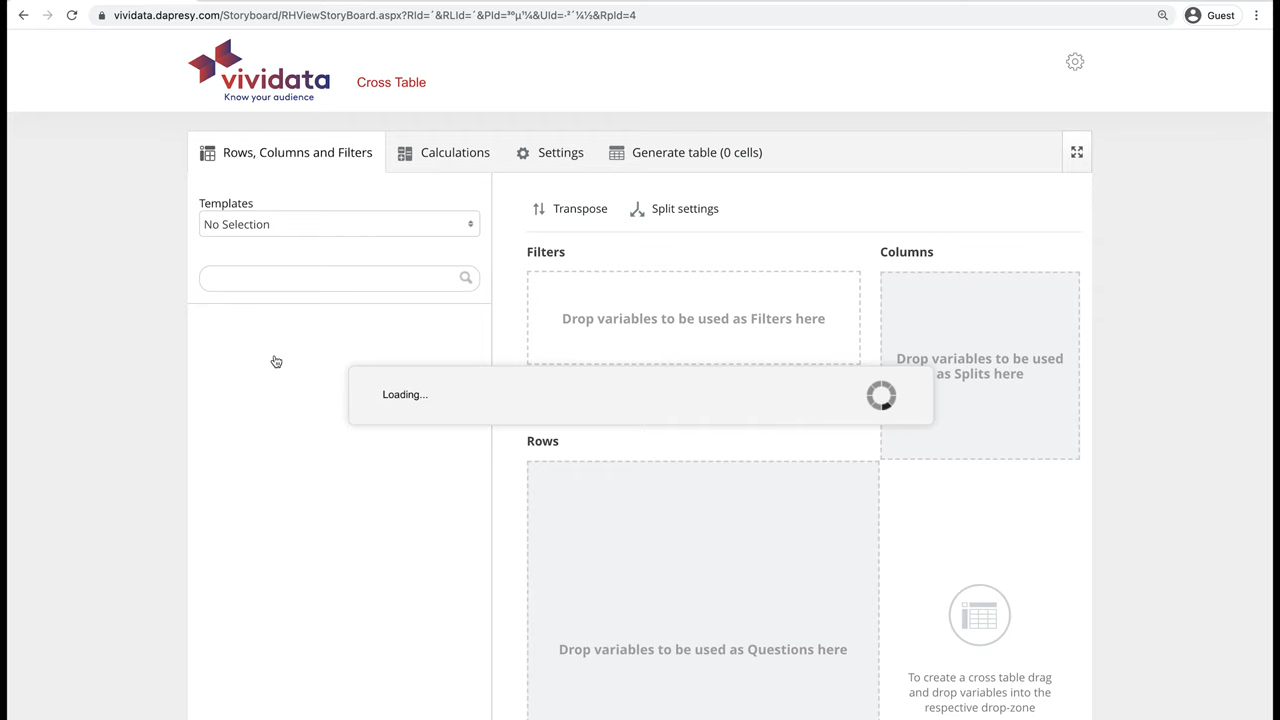 vividata.dapresy.com/Storyboard/RHViewStoryBoard.aspx?RId=´&RLId=´&PId=³ºµ¹¼&UId=·²´¼½&RpId=4
Guest
vividata
Know your audience
Cross Table
Rows, Columns and Filters
Calculations
Settings
Generate table (0 cells)
Templates
No Selection
Transpose
Split settings
Filters
Columns
Drop variables to be used as Filters here
Drop variables to be used
as Splits here
Loading...
Rows
Drop variables to be used as Questions here
To create a cross table drag
and drop variables into the
respective drop-zone